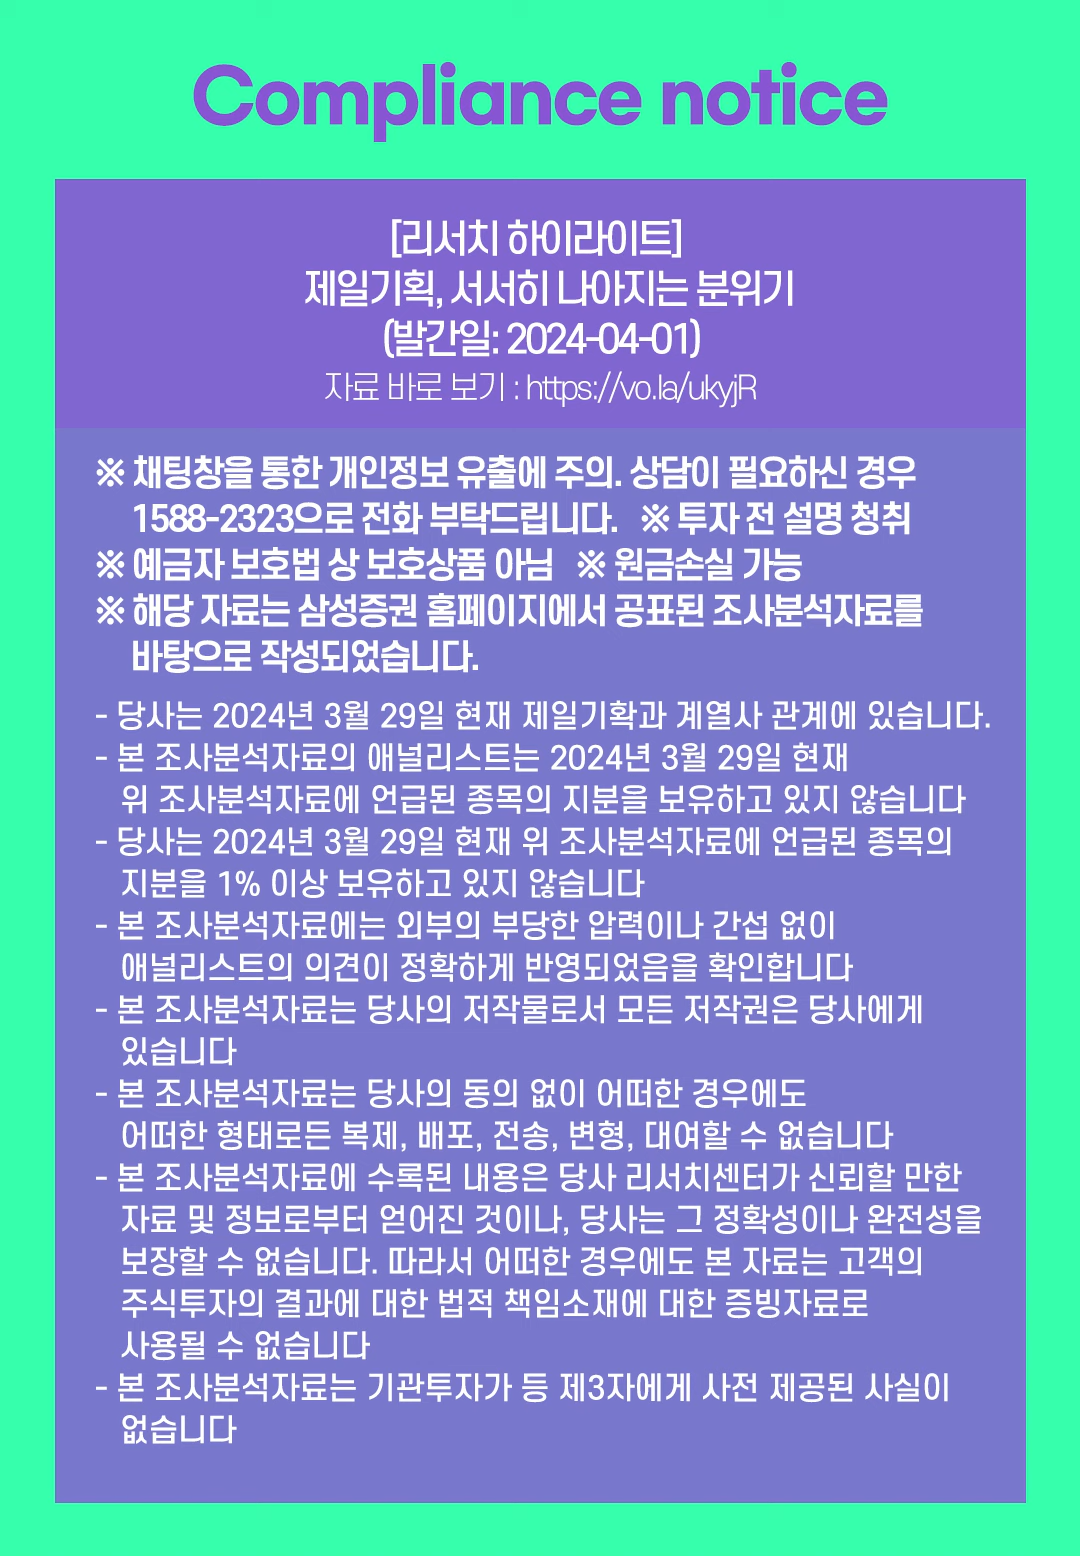 Compliance notice
[리서치 하이라이트]
제일기획, 서서히 나아지는 분위기
(발간일: 2024-04-01)
자료 바로 보기 : https://vo.la/ukyjR
※ 채팅창을 통한 개인정보 유출에 주의. 상담이 필요하신 경우
1588-2323으로 전화 부탁드립니다. ※ 투자 전 설명 청취
※ 예금자 보호법 상 보호상품 아님 ※ 원금손실 가능
※ 해당 자료는 삼성증권 홈페이지에서 공표된 조사분석자료를
바탕으로 작성되었습니다.
- 당사는 2024년 3월 29일 현재 제일기확과 계열사 관계에 있습니다.
- 본 조사분석자료의 애널리스트는 2024년 3월 29일 현재
위 조사분석자료에 언급된 종목의 지분을 보유하고 있지 않습니다
- 당사는 2024년 3월 29일 현재 위 조사분석자료에 언급된 종목의
지분을 1% 이상 보유하고 있지 않습니다
- 본 조사분석자료에는 외부의 부당한 압력이나 간섭 없이
애널리스트의 의견이 정확하게 반영되었음을 확인합니다
- 본 조사분석자료는 당사의 저작물로서 모든 저작권은 당사에게
있습니다
- 본 조사분석자료는 당사의 동의 없이 어떠한 경우에도
어떠한 형태로든 복제, 배포, 전송, 변형, 대여할 수 없습니다
- 본 조사분석자료에 수록된 내용은 당사 리서치센터가 신뢰할 만한
자료 및 정보로부터 얻어진 것이나, 당사는 그 정확성이나 완전성을
보장할 수 없습니다. 따라서 어떠한 경우에도 본 자료는 고객의
주식투자의 결과에 대한 법적 책임소재에 대한 증빙자료로
사용될 수 없습니다
- 본 조사분석자료는 기관투자가 등 제3자에게 사전 제공된 사실이
없습니다